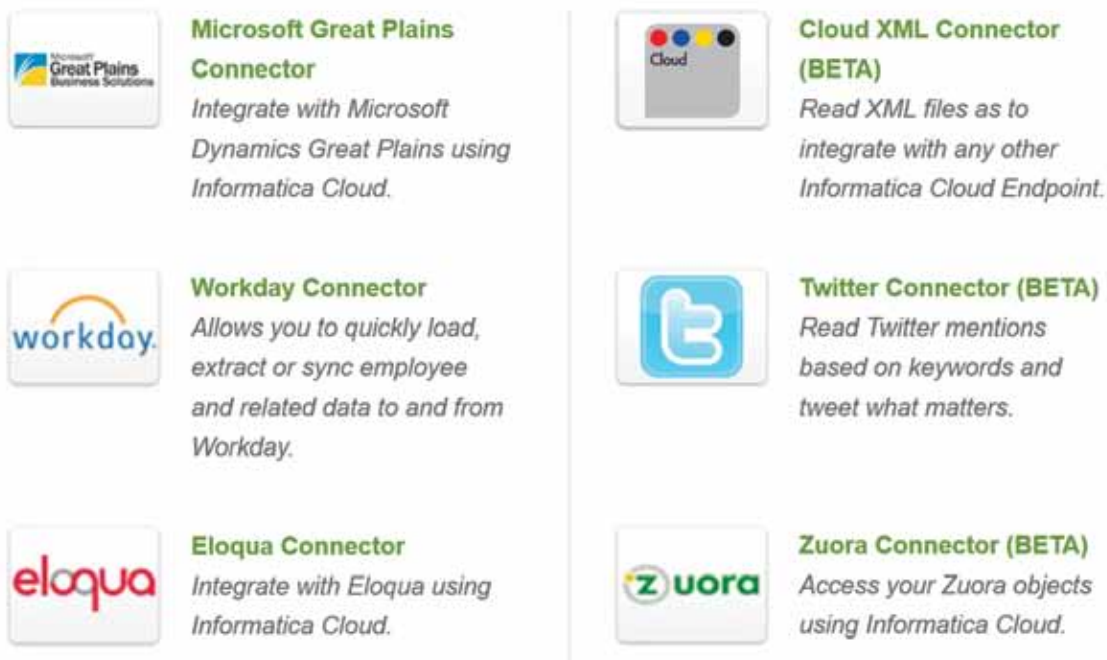 Microsoft
Great Plains
Business Solutions
Microsoft Great Plains
Connector
Integrate with Microsoft
Dynamics Great Plains using
Informatica Cloud.
workday.
Workday Connector
Allows you to quickly load,
extract or sync employee
and related data to and from
Workday.
eloqua
Eloqua Connector
Integrate with Eloqua using
Informatica Cloud.
Cloud
Cloud XML Connector
(BETA)
Read XML files as to
integrate with any other
Informatica Cloud Endpoint.
t
Twitter Connector (BETA)
Read Twitter mentions
based on keywords and
tweet what matters.
zuora
Zuora Connector (BETA)
Access your Zuora objects
using Informatica Cloud.